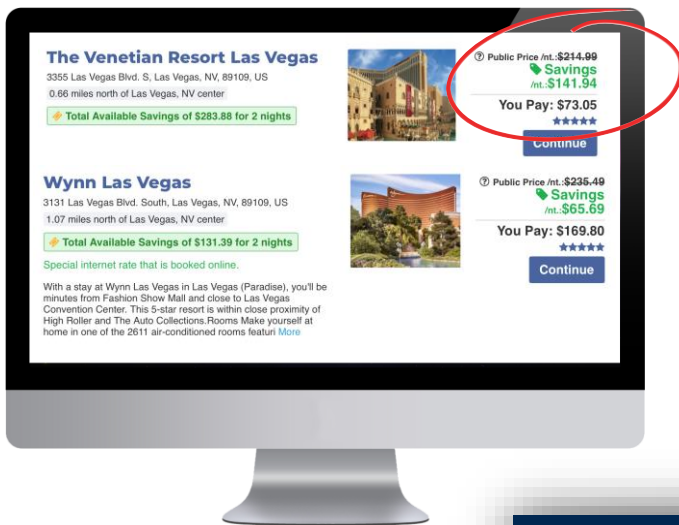 The Venetian Resort Las Vegas
3355 Las Vegas Blvd. S, Las Vegas, NV, 89109, US
0.66 miles north of Las Vegas, NV center
Total Available Savings of $283.88 for 2 nights
Public Price /nt.:$214.99
Savings
/nt.:$141.94
You Pay: $73.05
Continue
Wynn Las Vegas
3131 Las Vegas Blvd. South, Las Vegas, NV, 89109, US
1.07 miles north of Las Vegas, NV center
Total Available Savings of $131.39 for 2 nights
Special internet rate that is booked online.
With a stay at Wynn Las Vegas in Las Vegas (Paradise), you'll be
minutes from Fashion Show Mall and close to Las Vegas
Convention Center. This 5-star resort is within close proximity of
High Roller and The Auto Collections.Rooms Make yourself at
home in one of the 2611 air-conditioned rooms featuri More
Public Price /nt.:$235.49
Savings
/nt.:$65.69
You Pay: $169.80
Continue